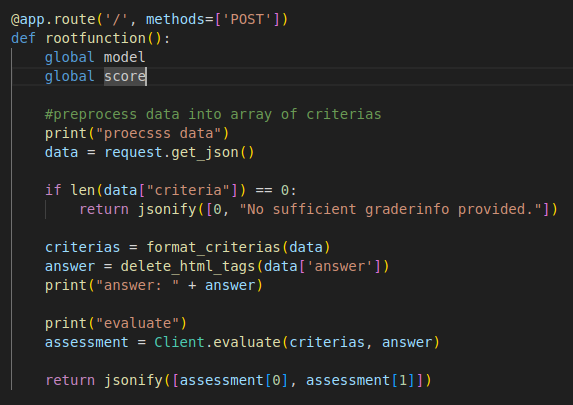 @app.route('/', methods=['POST'])
def rootfunction():
    global model
    global score
    #preprocess data into array of criterias
    print("proecsss data")
    data = request.get_json()
    if len(data["criteria"]) == 0:
        return jsonify([0, "No sufficient graderinfo provided."])
    criterias = format_criterias(data)
    answer = delete_html_tags(data['answer'])
    print("answer: " + answer)
    print("evaluate")
    assessment = Client.evaluate(criterias, answer)
    return jsonify([assessment[0], assessment[1]])